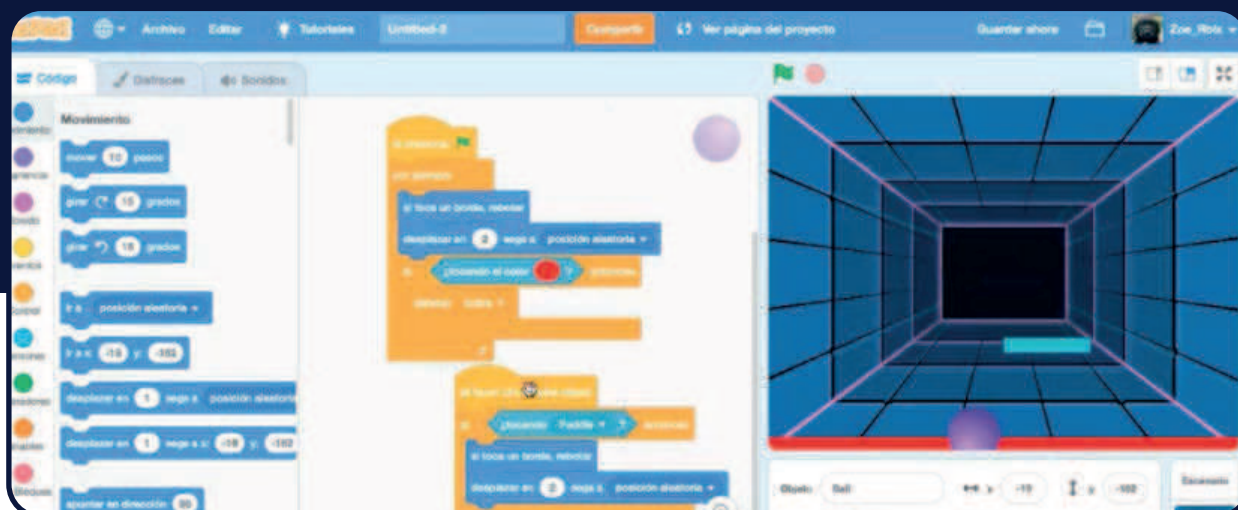 Archivo Editar Tutoriales Untitled-2 Compartir Ver página del proyecto Guardar ahora
Código Disfraces Sonidos
Movimiento
mover 10 pasos
girar 15 grados
girar 15 grados
ir a posición aleatoria
ir a x: -19 y: -102
deslizar en 1 segs a posición aleatoria
deslizar en 1 segs a x: -19 y: -102
apuntar en dirección 90
por siempre
si toca un borde, rebotar
deslizar en 2 segs a posición aleatoria
si ¿tocando el color ? entonces
detener todos
si ¿tocando Paddle ? entonces
si toca un borde, rebotar
deslizar en 2 segs a posición aleatoria
Objeto Ball x -19 y -102
Escenario